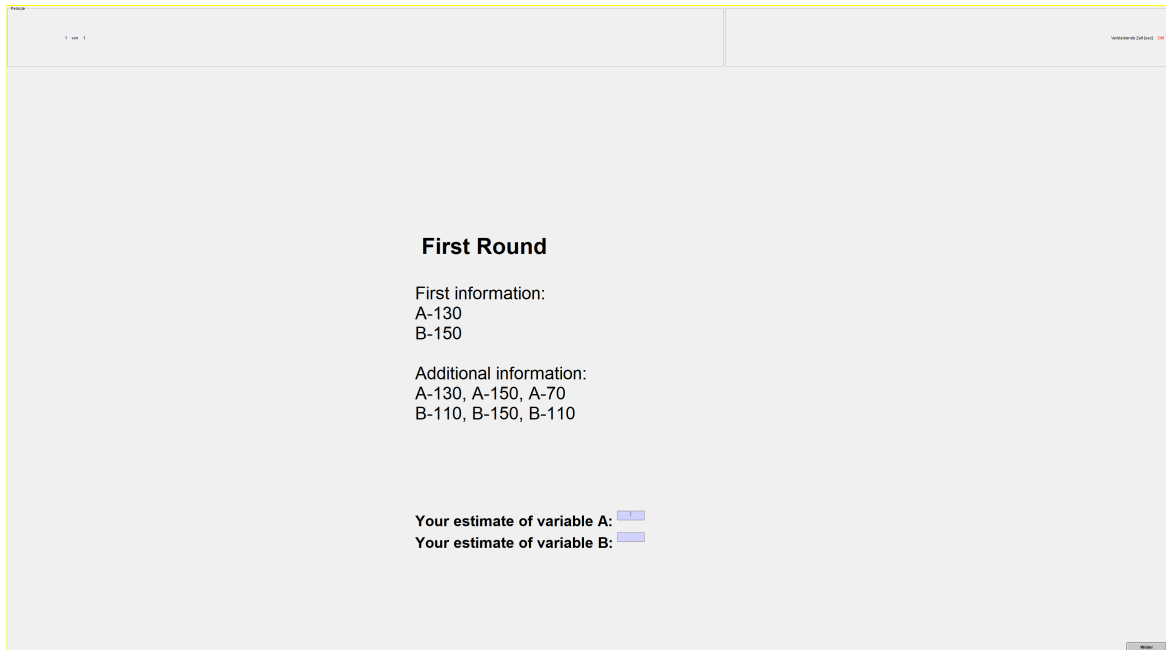 Periode
1 von 1
Verbleibende Zeit [sec]: 346
First Round
First information:
A-130
B-150
Additional information:
A-130, A-150, A-70
B-110, B-150, B-110
Your estimate of variable A:
Your estimate of variable B:
Weiter